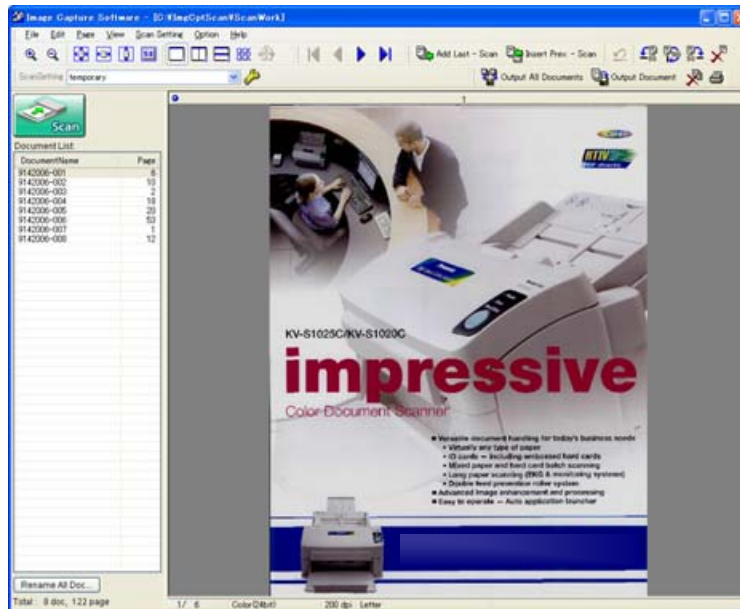 Image Capture Software - [C:¥ImgCptScan¥ScanWork]
File Edit Page View Scan Setting Option Help
Add Last - Scan Insert Prev. - Scan
ScanSetting temporary Output All Documents Output Document
Scan
1
Document List:
DocumentName Page
9142006-001 6
9142006-002 10
9142006-003 2
9142006-004 18
9142006-005 20
9142006-006 53
9142006-007 1
9142006-008 12
KV-S1025C/KV-S1020C
impressive
Color Document Scanner
■ Versatile document handling for today's business needs
• Virtually any type of paper
• ID cards — including embossed hard cards
• Mixed paper and hard card batch scanning
• Long paper scanning (EKG & monitoring systems)
• Double feed prevention roller system
■ Advanced image enhancement and processing
■ Easy to operate — Auto application launcher
Rename All Doc...
Total : 8 doc, 122 page 1/ 6 Color(24bit) 200 dpi Letter